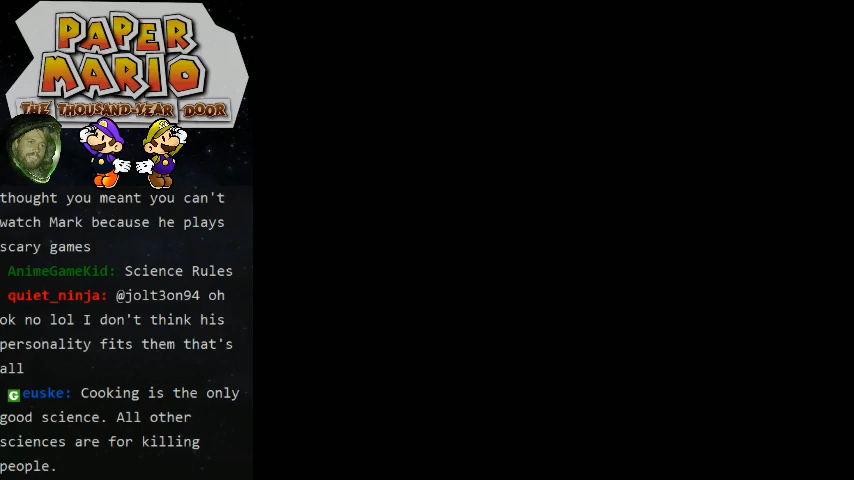 PAPER
MARIO
THE THOUSAND-YEAR DOOR
thought you meant you can't
watch Mark because he plays
scary games
AnimeGameKid: Science Rules
quiet_ninja: @jolt3on94 oh
ok no lol I don't think his
personality fits them that's
all
G euske: Cooking is the only
good science. All other
sciences are for killing
people.